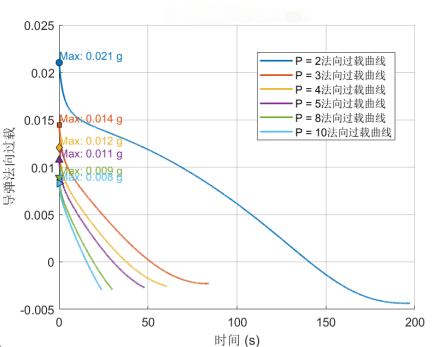 0.025
0.02
0.015
0.01
0.005
0
-0.005
导弹法向过载
Max: 0.021 g
Max: 0.014 g
Max: 0.012 g
Max: 0.011 g
Max: 0.009 g
Max: 0.008 g
P = 2法向过载曲线
P = 3法向过载曲线
P = 4法向过载曲线
P = 5法向过载曲线
P = 8法向过载曲线
P = 10法向过载曲线
0
50
100
150
200
时间 (s)